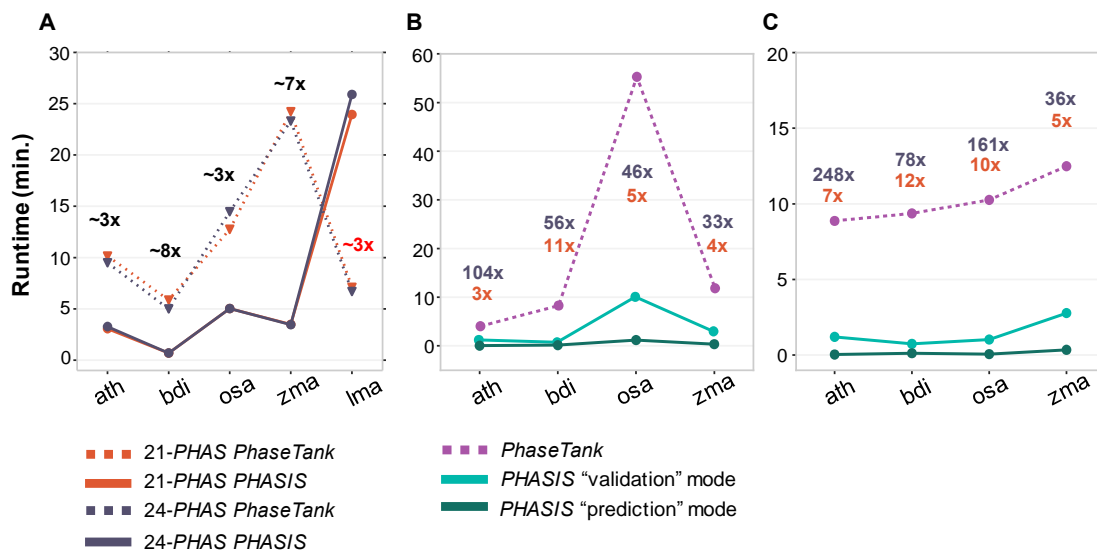 A
B
C
Runtime (min.)
30
25
20
15
10
5
0
~3x
~8x
~3x
~7x
~3x
ath
bdi
osa
zma
lma
60
50
40
30
20
10
0
104x
3x
56x
11x
46x
5x
33x
4x
ath
bdi
osa
zma
20
15
10
5
0
248x
7x
78x
12x
161x
10x
36x
5x
ath
bdi
osa
zma
21-PHAS PhaseTank
21-PHAS PHASIS
24-PHAS PhaseTank
24-PHAS PHASIS
PhaseTank
PHASIS “validation” mode
PHASIS “prediction” mode